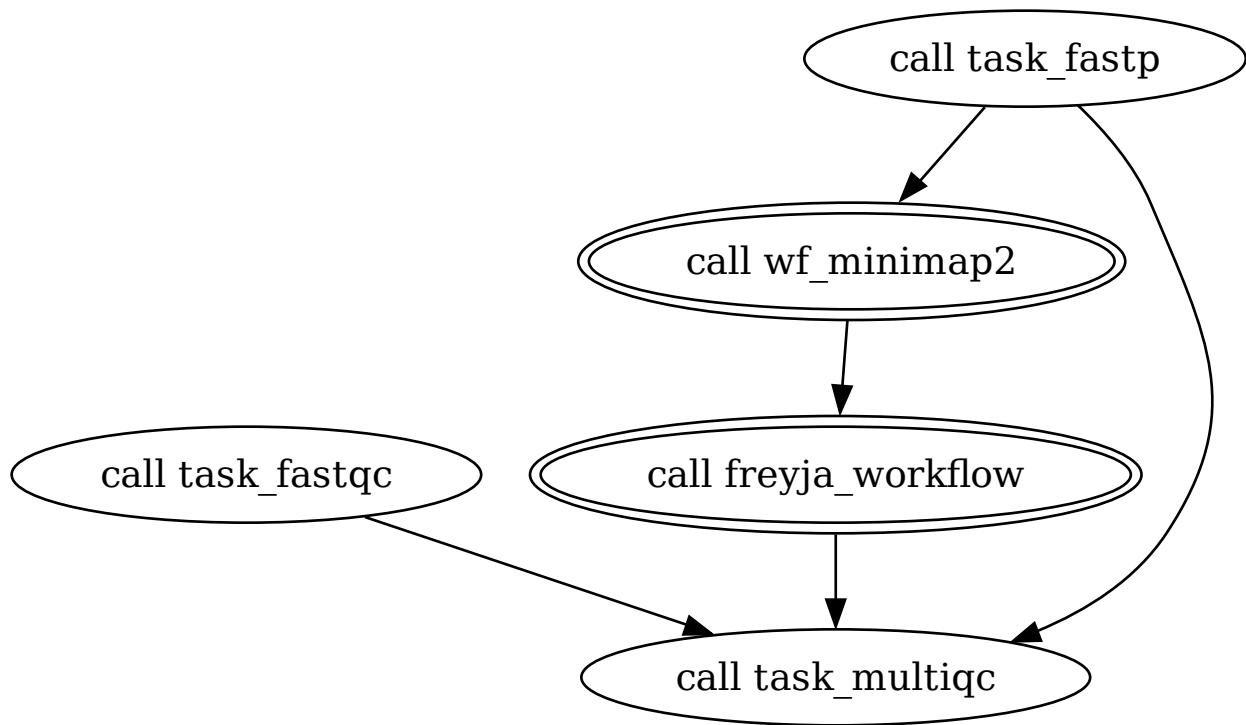 call task_fastp
call wf_minimap2
call task_fastqc
call freyja_workflow
call task_multiqc